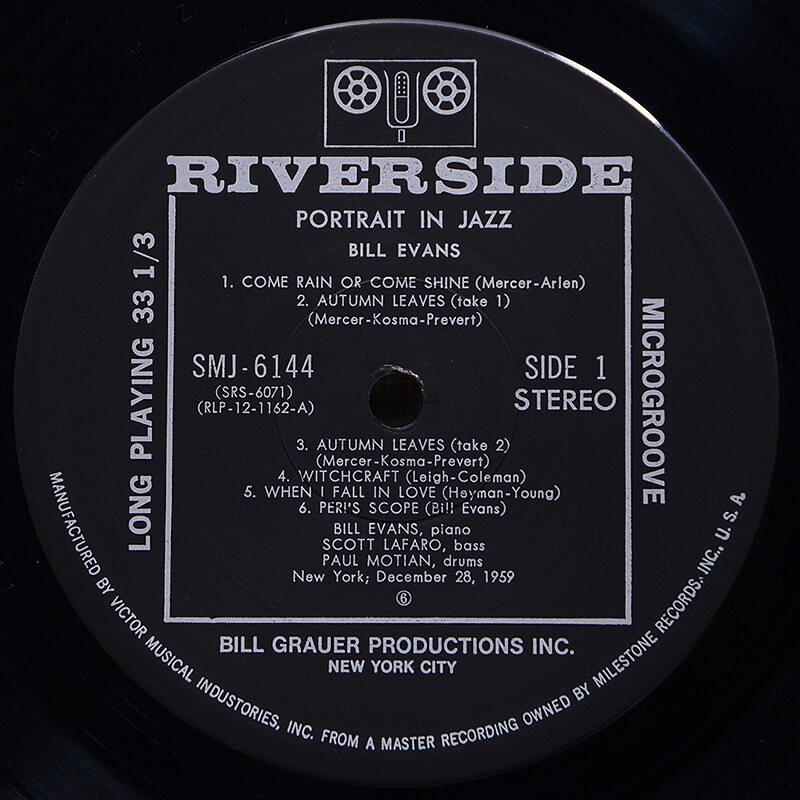 RIVERSIDE
PORTRAIT IN JAZZ
BILL EVANS
1. COME RAIN OR COME SHINE (Mercer-Arlen)
2. AUTUMN LEAVES (take 1)
(Mercer-Kosma-Prevert)
SMJ-6144
(SRS-6071)
(RLP-12-1162-A)
SIDE 1
STEREO
3. AUTUMN LEAVES (take 2)
(Mercer-Kosma-Prevert)
4. WITCHCRAFT (Leigh-Coleman)
5. WHEN I FALL IN LOVE (Heyman-Young)
6. PERI'S SCOPE (Bill Evans)
BILL EVANS, piano
SCOTT LAFARO, bass
PAUL MOTIAN, drums
New York; December 28, 1959
⑥
LONG PLAYING 33 1/3
MICROGROOVE
BILL GRAUER PRODUCTIONS INC.
NEW YORK CITY
MANUFACTURED BY VICTOR MUSICAL INDUSTRIES, INC. FROM A MASTER RECORDING OWNED BY MILESTONE RECORDS, INC., U.S.A.